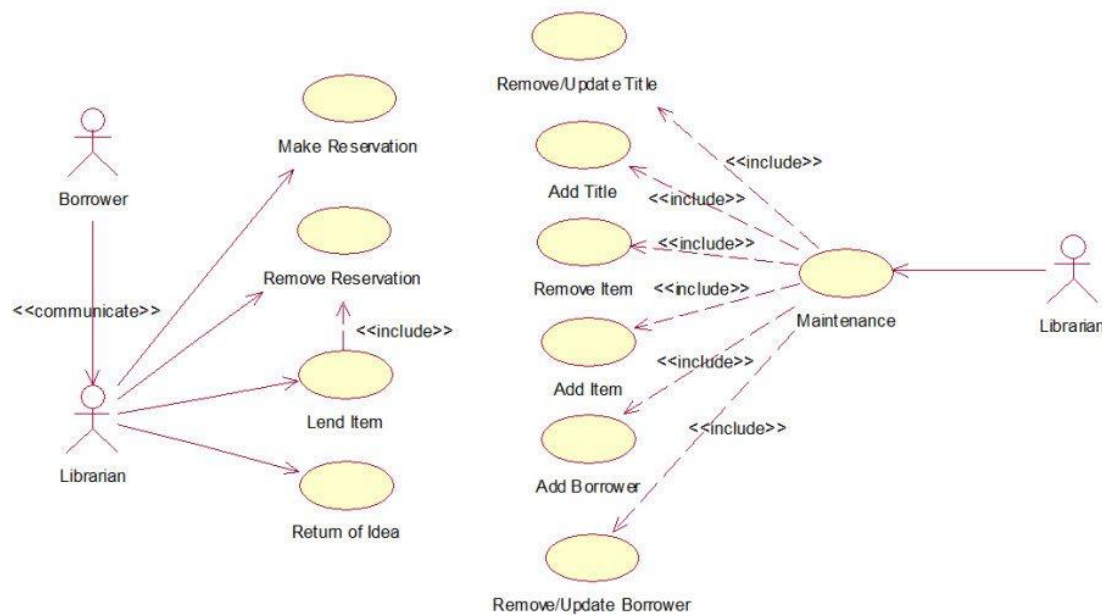 Remove/Update Title
Make Reservation
<<include>>
Borrower
Add Title
<<include>>
<<include>>
Remove Reservation
Remove Item
<<include>>
<<communicate>>
<<include>>
Maintenance
Librarian
<<include>>
Add Item
Lend Item
<<include>>
Librarian
Add Borrower
Return of Idea
Remove/Update Borrower